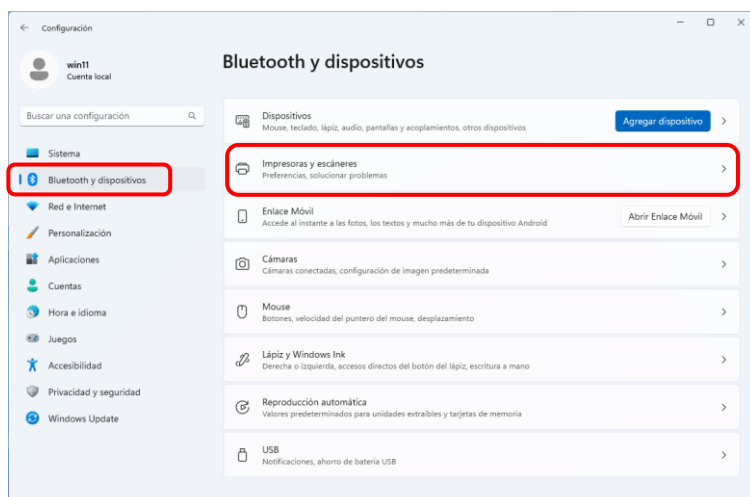 Configuración
win11
Cuenta local
Buscar una configuración
Sistema
Bluetooth y dispositivos
Red e Internet
Personalización
Aplicaciones
Cuentas
Hora e idioma
Juegos
Accesibilidad
Privacidad y seguridad
Windows Update
Bluetooth y dispositivos
Dispositivos
Mouse, teclado, lápiz, audio, pantallas y acoplamientos, otros dispositivos
Agregar dispositivo
Impresoras y escáneres
Preferencias, solucionar problemas
Enlace Móvil
Accede al instante a las fotos, los textos y mucho más de tu dispositivo Android
Abrir Enlace Móvil
Cámaras
Cámaras conectadas, configuración de imagen predeterminada
Mouse
Botones, velocidad del puntero del mouse, desplazamiento
Lápiz y Windows Ink
Derecha o izquierda, accesos directos del botón del lápiz, escritura a mano
Reproducción automática
Valores predeterminados para unidades extraíbles y tarjetas de memoria
USB
Notificaciones, ahorro de batería USB